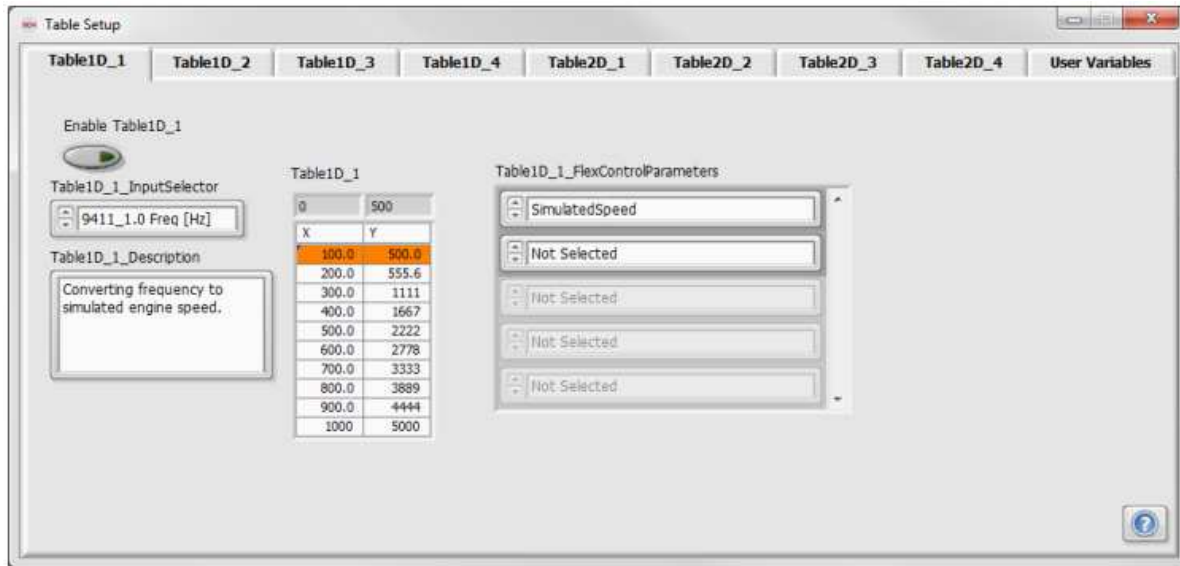 Table Setup
Table1D_1 Table1D_2 Table1D_3 Table1D_4 Table2D_1 Table2D_2 Table2D_3 Table2D_4 User Variables
Enable Table1D_1
Table1D_1_InputSelector
9411_1.0 Freq [Hz]
Table1D_1_Description
Converting frequency to
simulated engine speed.
Table1D_1
0 500
X Y
100.0 500.0
200.0 555.6
300.0 1111
400.0 1667
500.0 2222
600.0 2778
700.0 3333
800.0 3889
900.0 4444
1000 5000
Table1D_1_FlexControlParameters
SimulatedSpeed
Not Selected
Not Selected
Not Selected
Not Selected